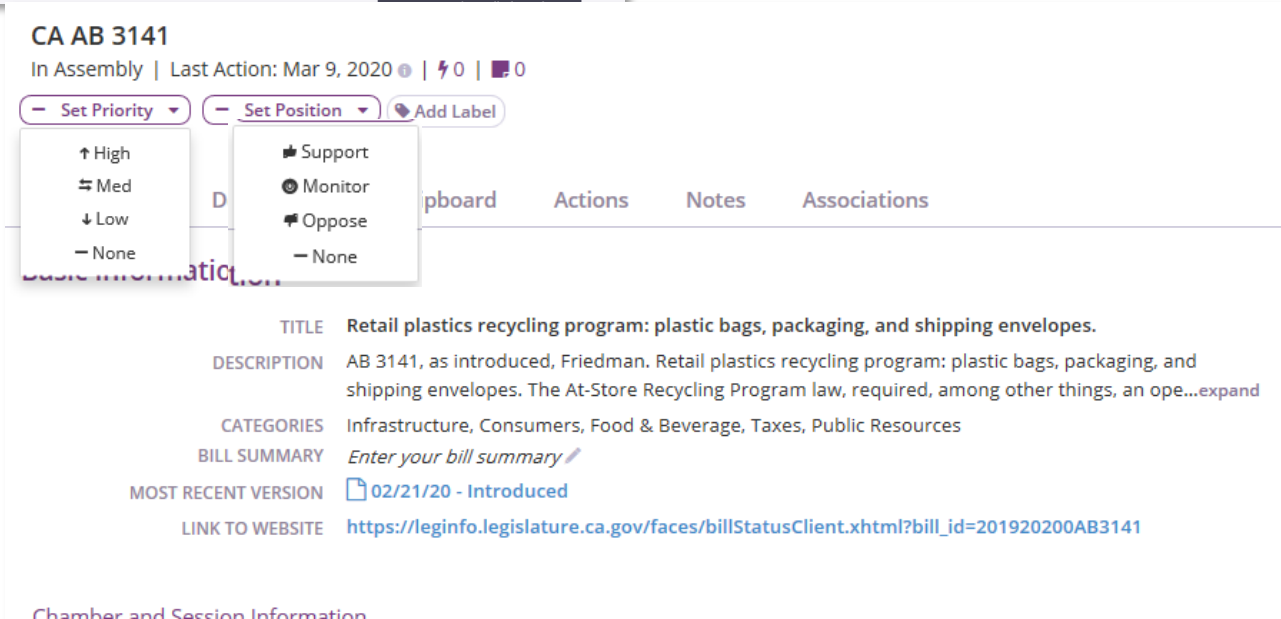 CA AB 3141
In Assembly | Last Action: Mar 9, 2020 | 0 | 0
Set Priority Set Position Add Label
High
Med
Low
None
Support
Monitor
Oppose
None
Actions Notes Associations
TITLE Retail plastics recycling program: plastic bags, packaging, and shipping envelopes.
DESCRIPTION AB 3141, as introduced, Friedman. Retail plastics recycling program: plastic bags, packaging, and
shipping envelopes. The At-Store Recycling Program law, required, among other things, an ope...expand
CATEGORIES Infrastructure, Consumers, Food & Beverage, Taxes, Public Resources
BILL SUMMARY Enter your bill summary
MOST RECENT VERSION 02/21/20 - Introduced
LINK TO WEBSITE https://leginfo.legislature.ca.gov/faces/billStatusClient.xhtml?bill_id=201920200AB3141
Chamber and Session Information